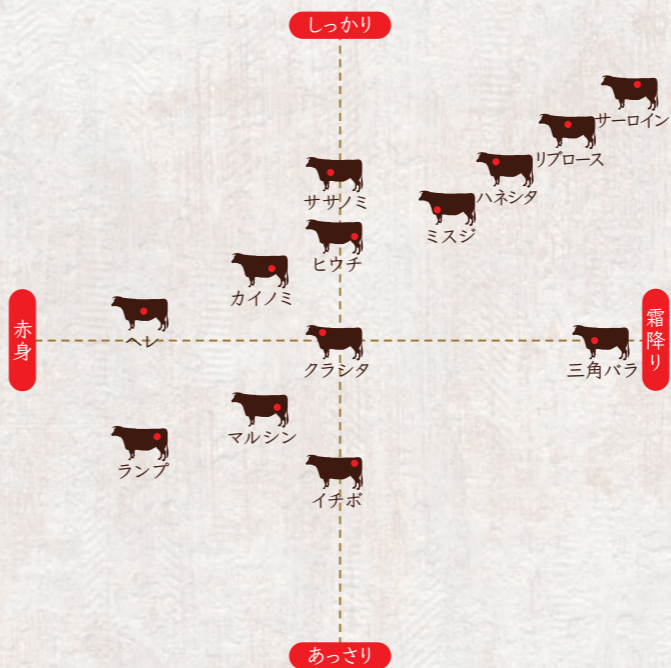 しっかり
サーロイン
リブロース
ハネシタ
ササノミ
ミスジ
ヒウチ
カイノミ
赤身
ヘレ
霜降り
クラシタ
三角バラ
マルシン
ランプ
イチボ
あっさり